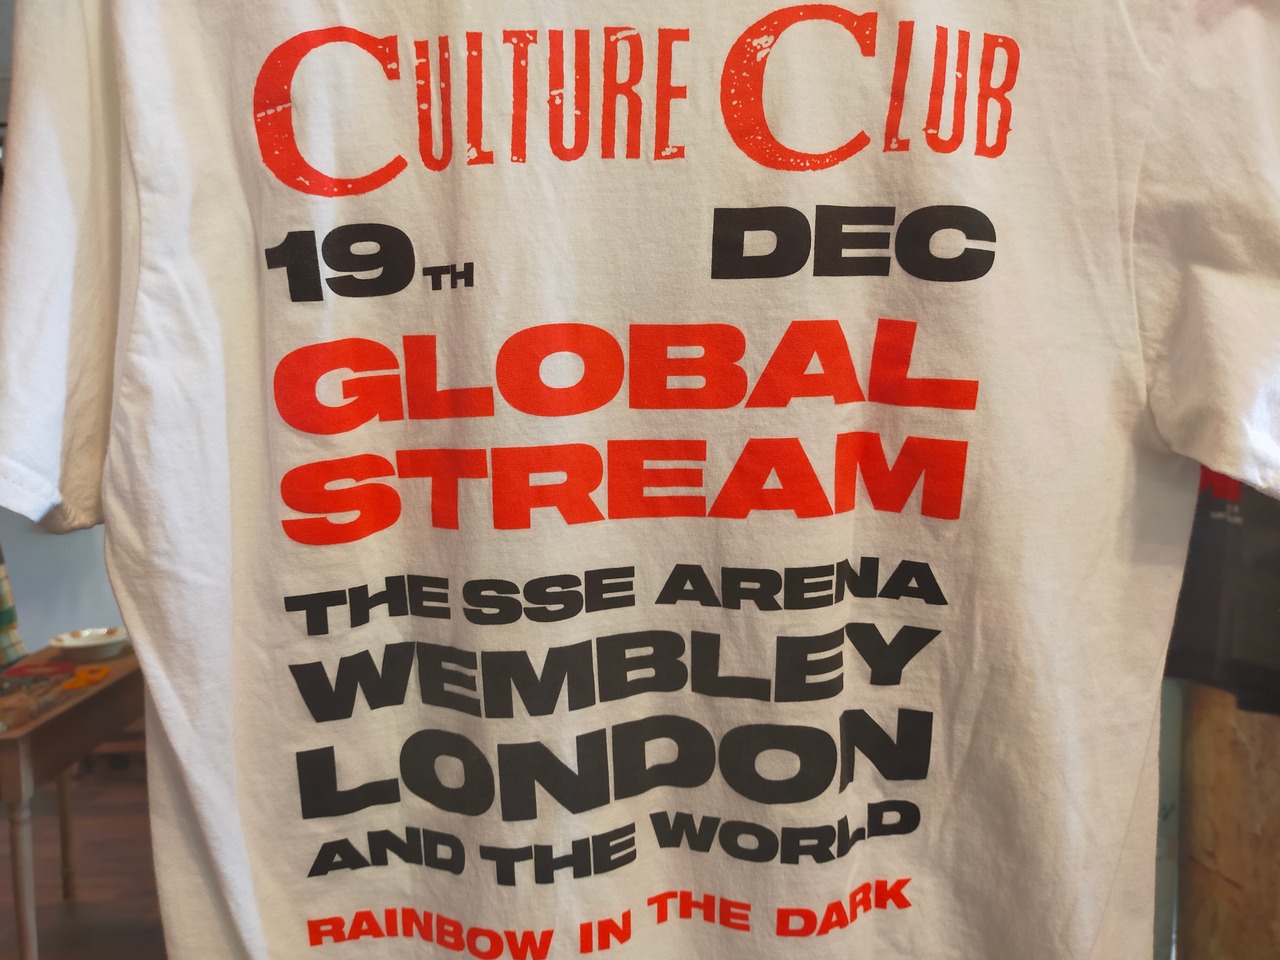 CULTURE CLUB
19TH DEC
GLOBAL
STREAM
THE SSE ARENA
WEMBLEY
LONDON
AND THE WORLD
RAINBOW IN THE DARK